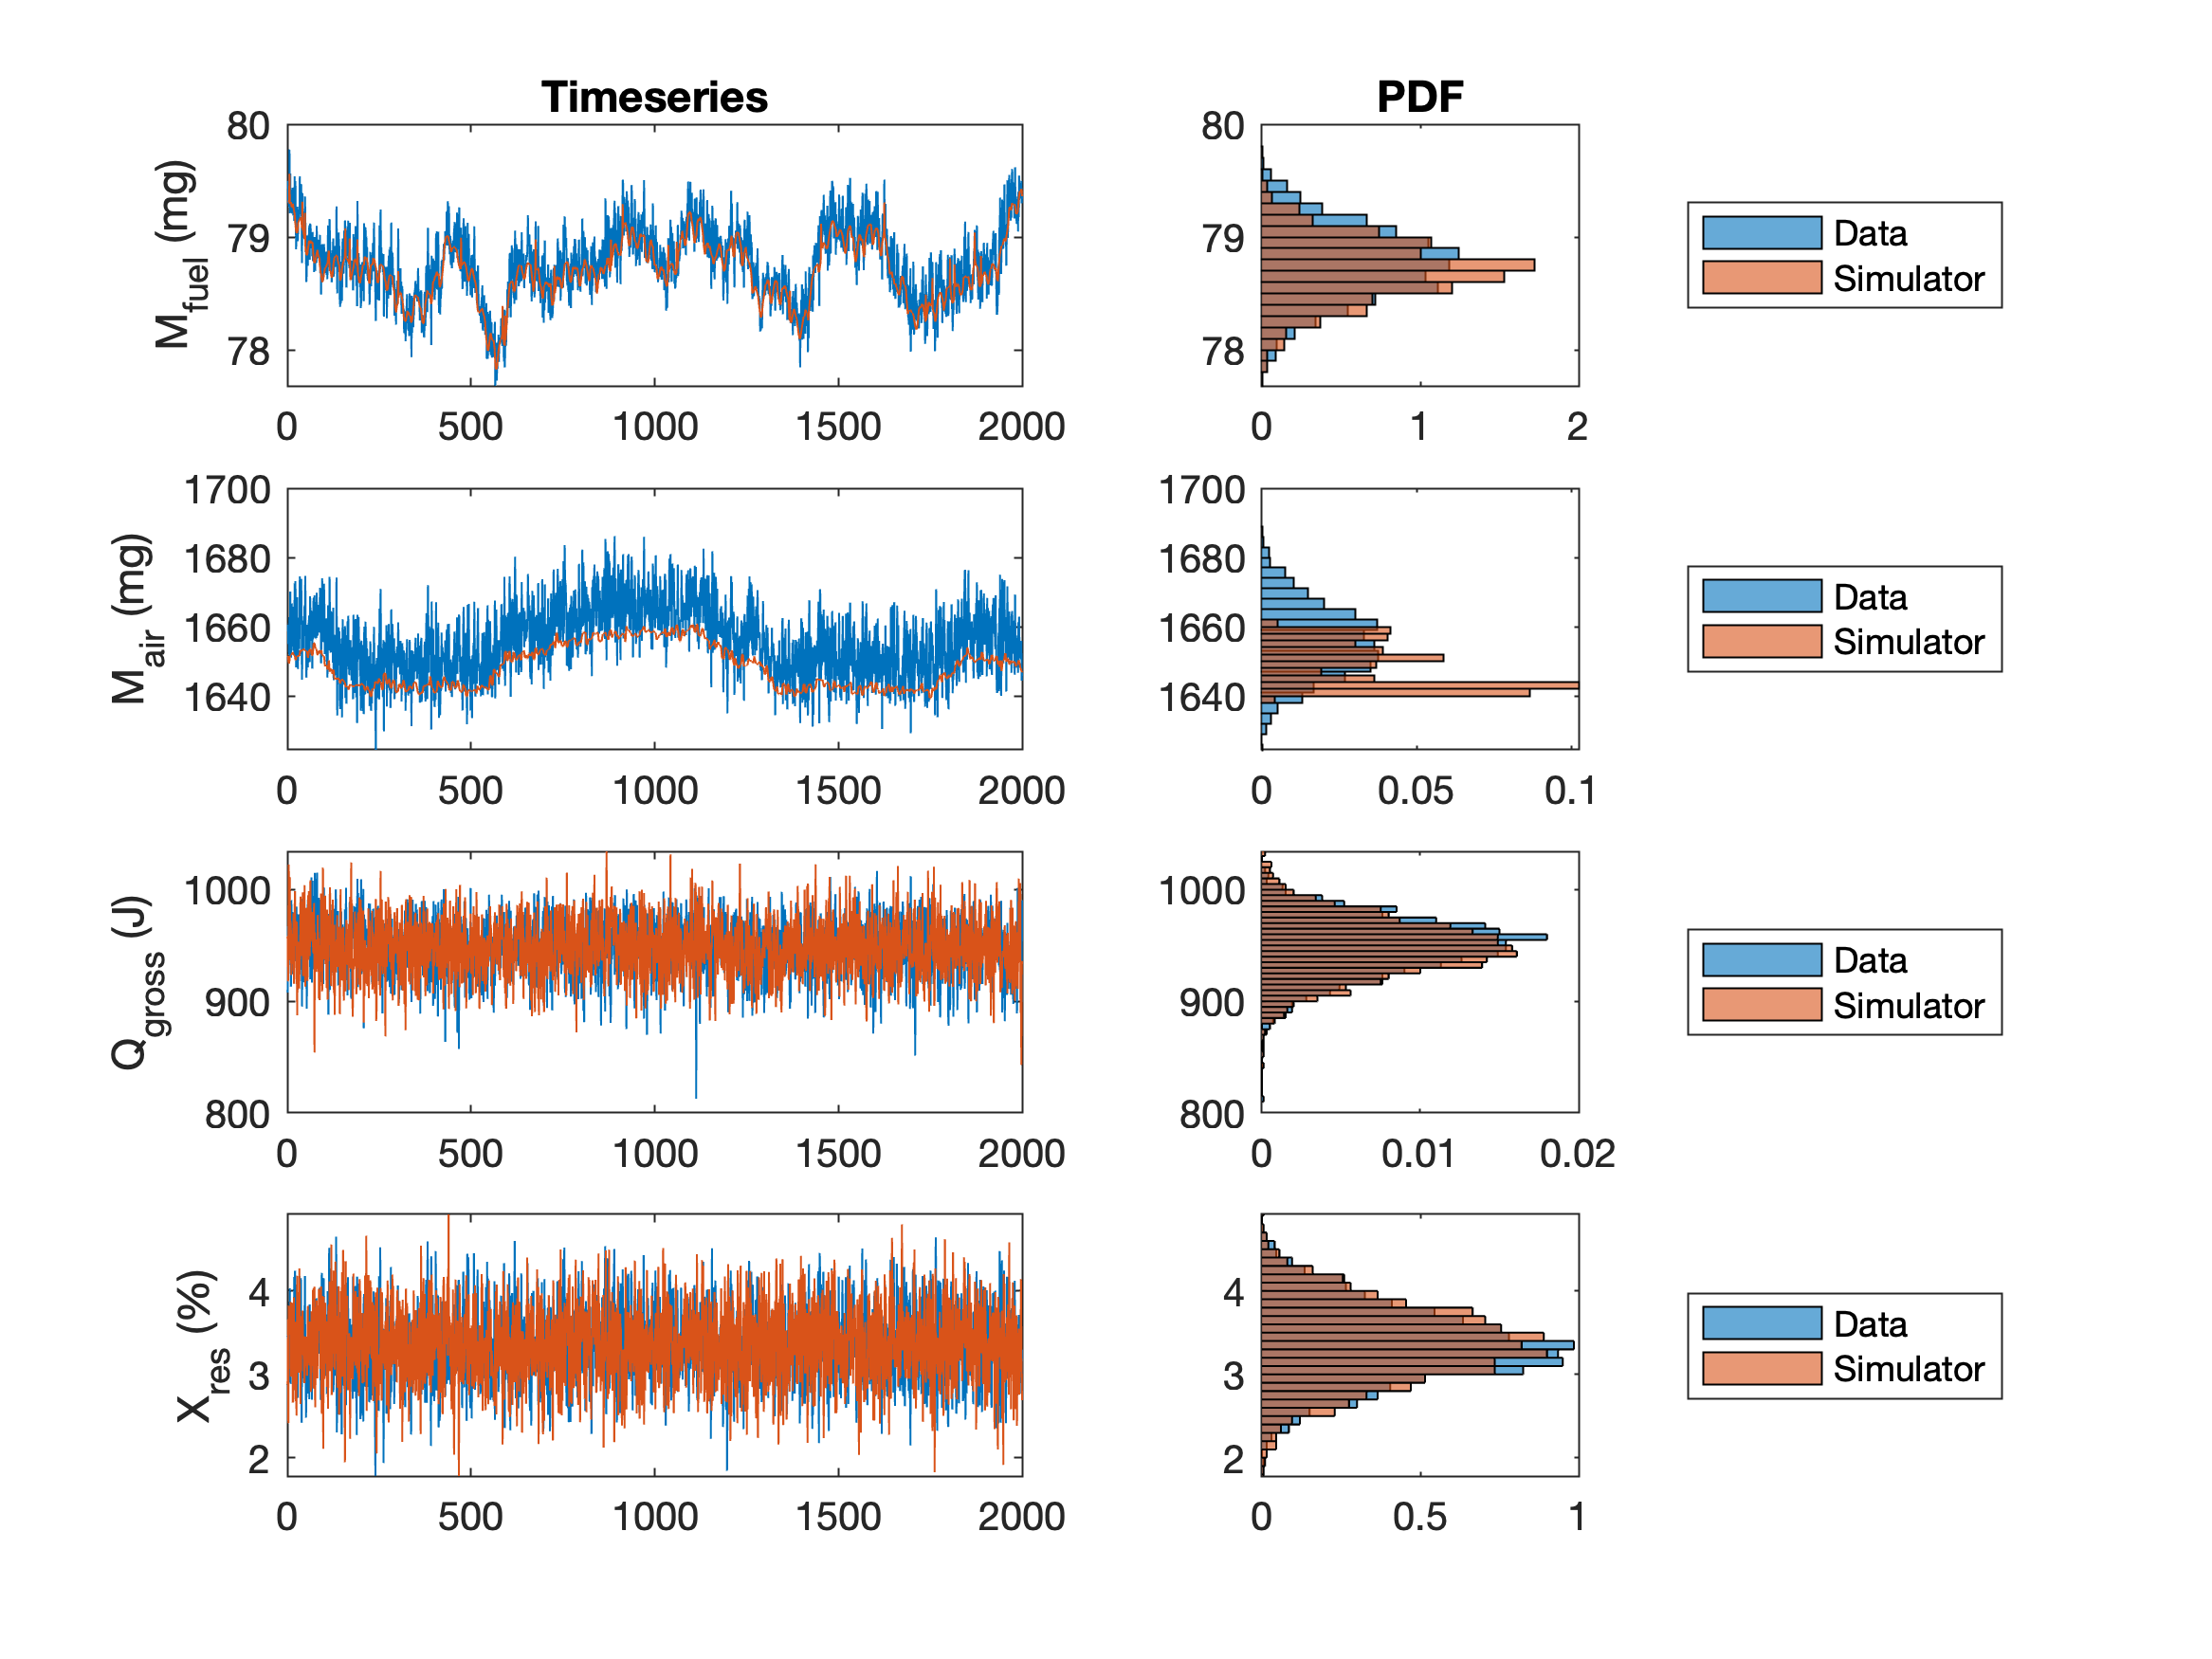 Timeseries
PDF
80
79
78
M_fuel (mg)
0 500 1000 1500 2000
80
79
78
0 1 2
Data
Simulator
1700
1680
1660
1640
M_air (mg)
0 500 1000 1500 2000
1700
1680
1660
1640
0 0.05 0.1
Data
Simulator
1000
900
800
Q_gross (J)
0 500 1000 1500 2000
1000
900
800
0 0.01 0.02
Data
Simulator
4
3
2
X_res (%)
0 500 1000 1500 2000
4
3
2
0 0.5 1
Data
Simulator